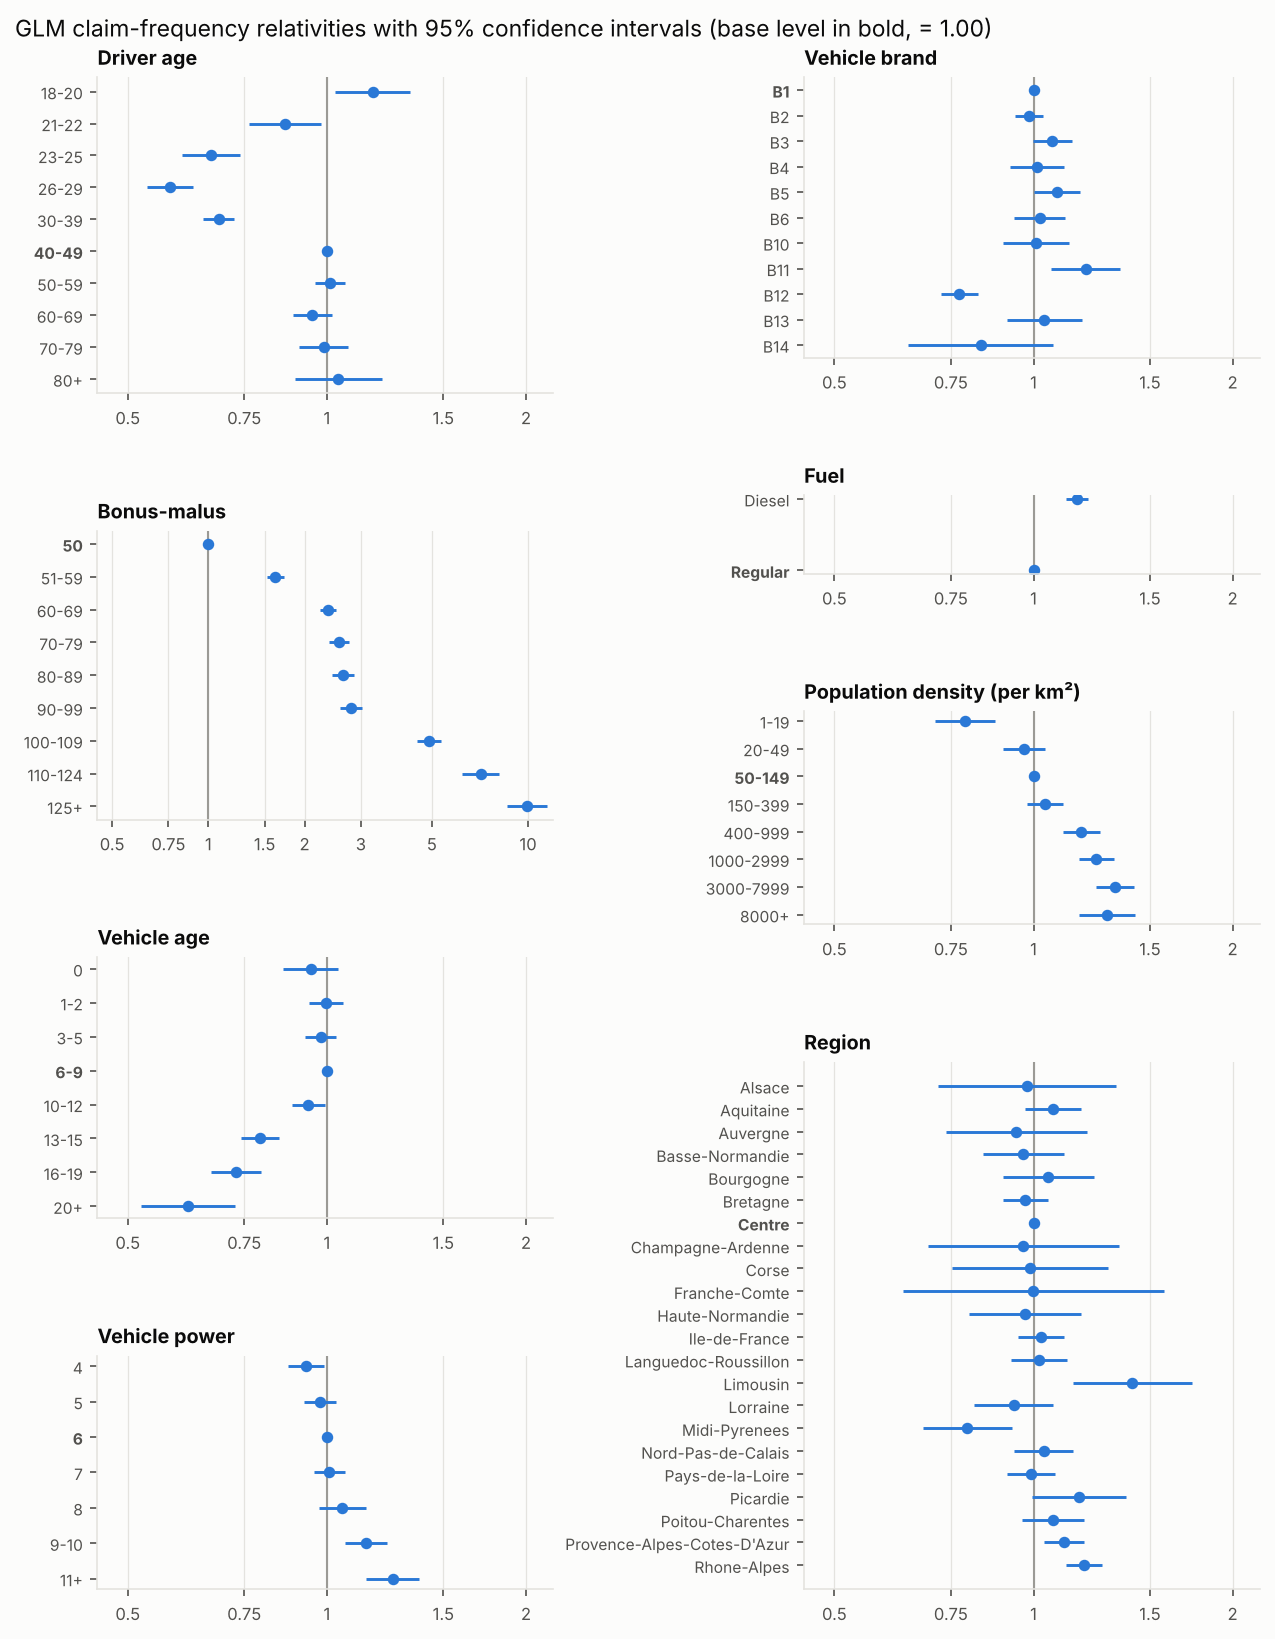 GLM claim-frequency relativities with 95% confidence intervals (base level in bold, = 1.00)
Driver age
18-20
21-22
23-25
26-29
30-39
40-49
50-59
60-69
70-79
80+
0.5 0.75 1 1.5 2
Bonus-malus
50
51-59
60-69
70-79
80-89
90-99
100-109
110-124
125+
0.5 0.75 1 1.5 2 3 5 10
Vehicle age
0
1-2
3-5
6-9
10-12
13-15
16-19
20+
0.5 0.75 1 1.5 2
Vehicle power
4
5
6
7
8
9-10
11+
0.5 0.75 1 1.5 2
Vehicle brand
B1
B2
B3
B4
B5
B6
B10
B11
B12
B13
B14
0.5 0.75 1 1.5 2
Fuel
Diesel
Regular
0.5 0.75 1 1.5 2
Population density (per km²)
1-19
20-49
50-149
150-399
400-999
1000-2999
3000-7999
8000+
0.5 0.75 1 1.5 2
Region
Alsace
Aquitaine
Auvergne
Basse-Normandie
Bourgogne
Bretagne
Centre
Champagne-Ardenne
Corse
Franche-Comte
Haute-Normandie
Ile-de-France
Languedoc-Roussillon
Limousin
Lorraine
Midi-Pyrenees
Nord-Pas-de-Calais
Pays-de-la-Loire
Picardie
Poitou-Charentes
Provence-Alpes-Cotes-D'Azur
Rhone-Alpes
0.5 0.75 1 1.5 2